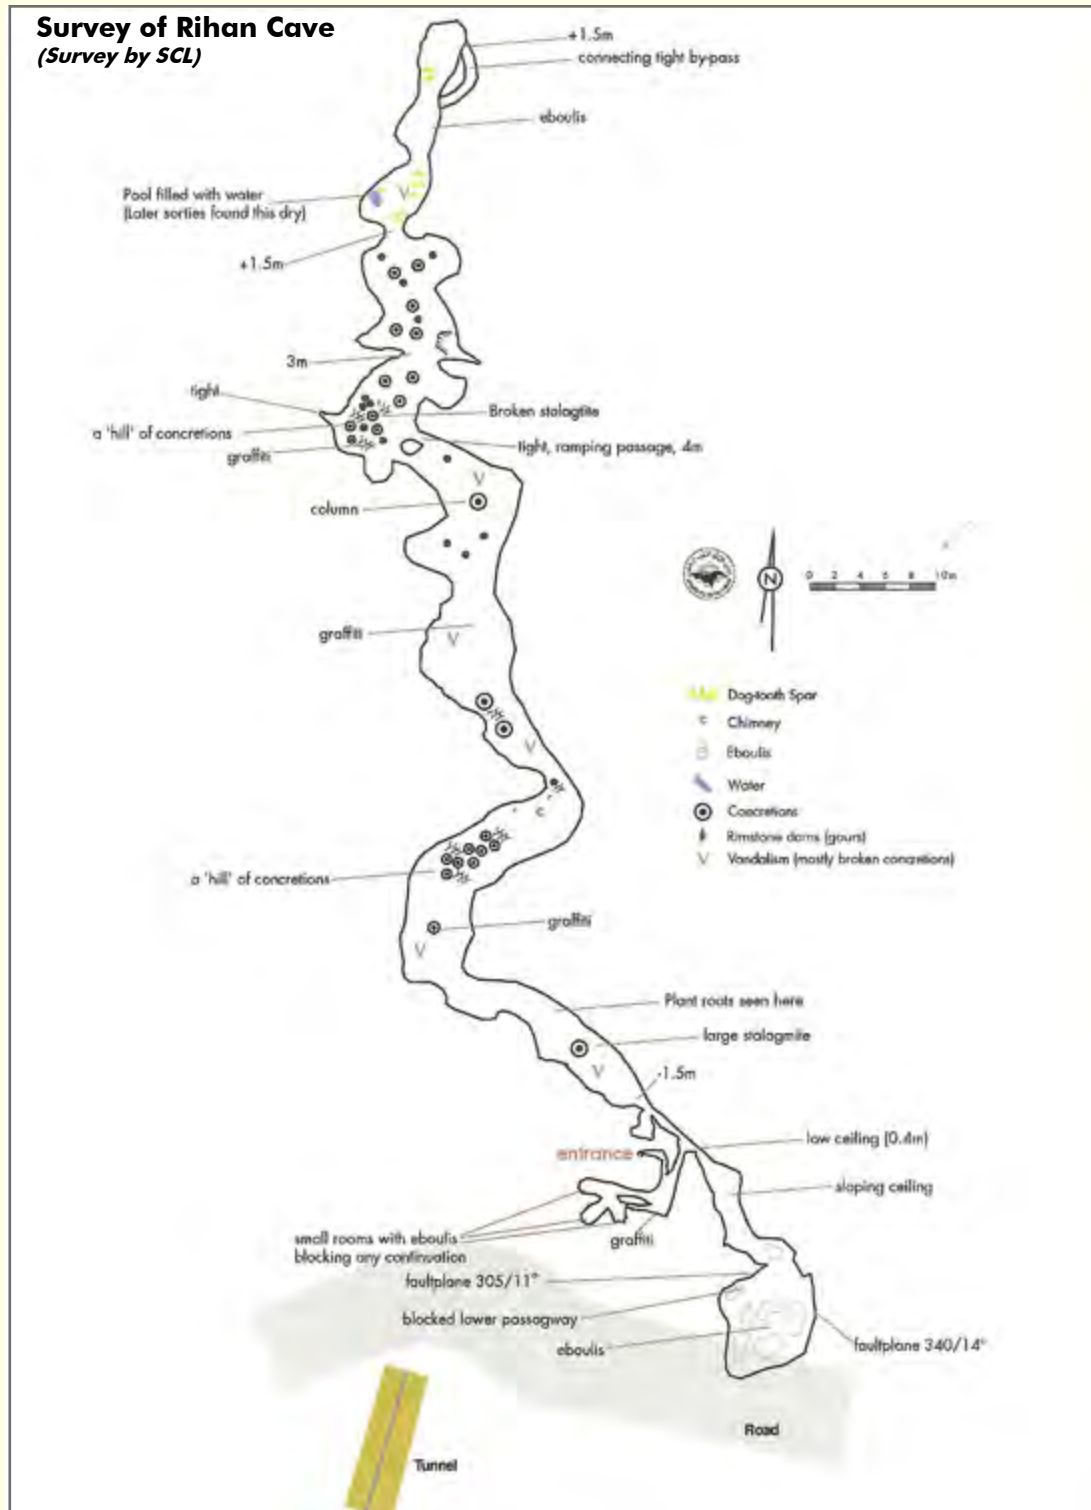 Survey of Rihan Cave
(Survey by SCL)
+1.5m
connecting tight by-pass
eboulis
Pool filled with water
(Later sorties found this dry)
+1.5m
3m
tight
Broken stalagtite
a 'hill' of concretions
tight, ramping passage, 4m
graffiti
column
N
0 2 4 6 8 10m
graffiti
Dog-tooth Spar
c Chimney
Eboulis
Water
Concretions
Rimstone dams (gours)
V Vandalism (mostly broken concretions)
a 'hill' of concretions
graffiti
Plant roots seen here
large stalagmite
-1.5m
low ceiling (0.4m)
entrance
sloping ceiling
small rooms with eboulis
blocking any continuation
graffiti
faultplane 305/11°
blocked lower passagway
eboulis
faultplane 340/14°
Road
Tunnel